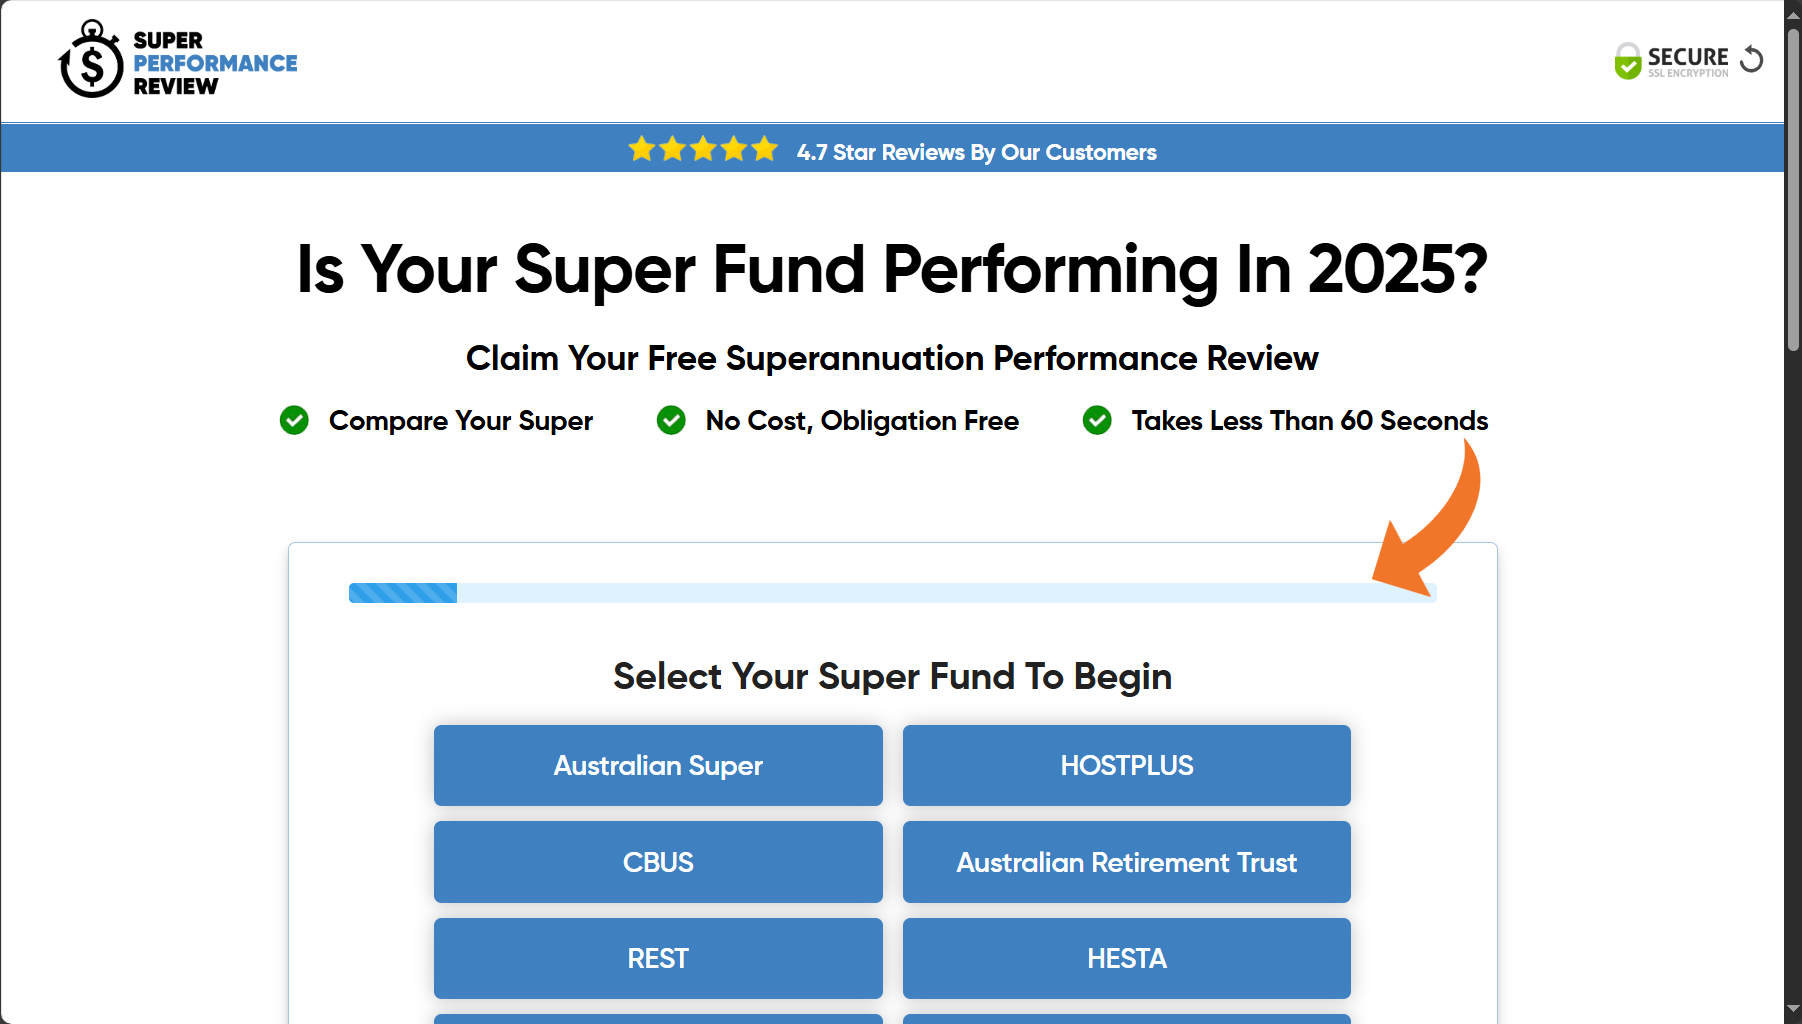 SUPER
PERFORMANCE
REVIEW
SECURE
SSL ENCRYPTION
4.7 Star Reviews By Our Customers
Is Your Super Fund Performing In 2025?
Claim Your Free Superannuation Performance Review
Compare Your Super
No Cost, Obligation Free
Takes Less Than 60 Seconds
Select Your Super Fund To Begin
Australian Super
HOSTPLUS
CBUS
Australian Retirement Trust
REST
HESTA